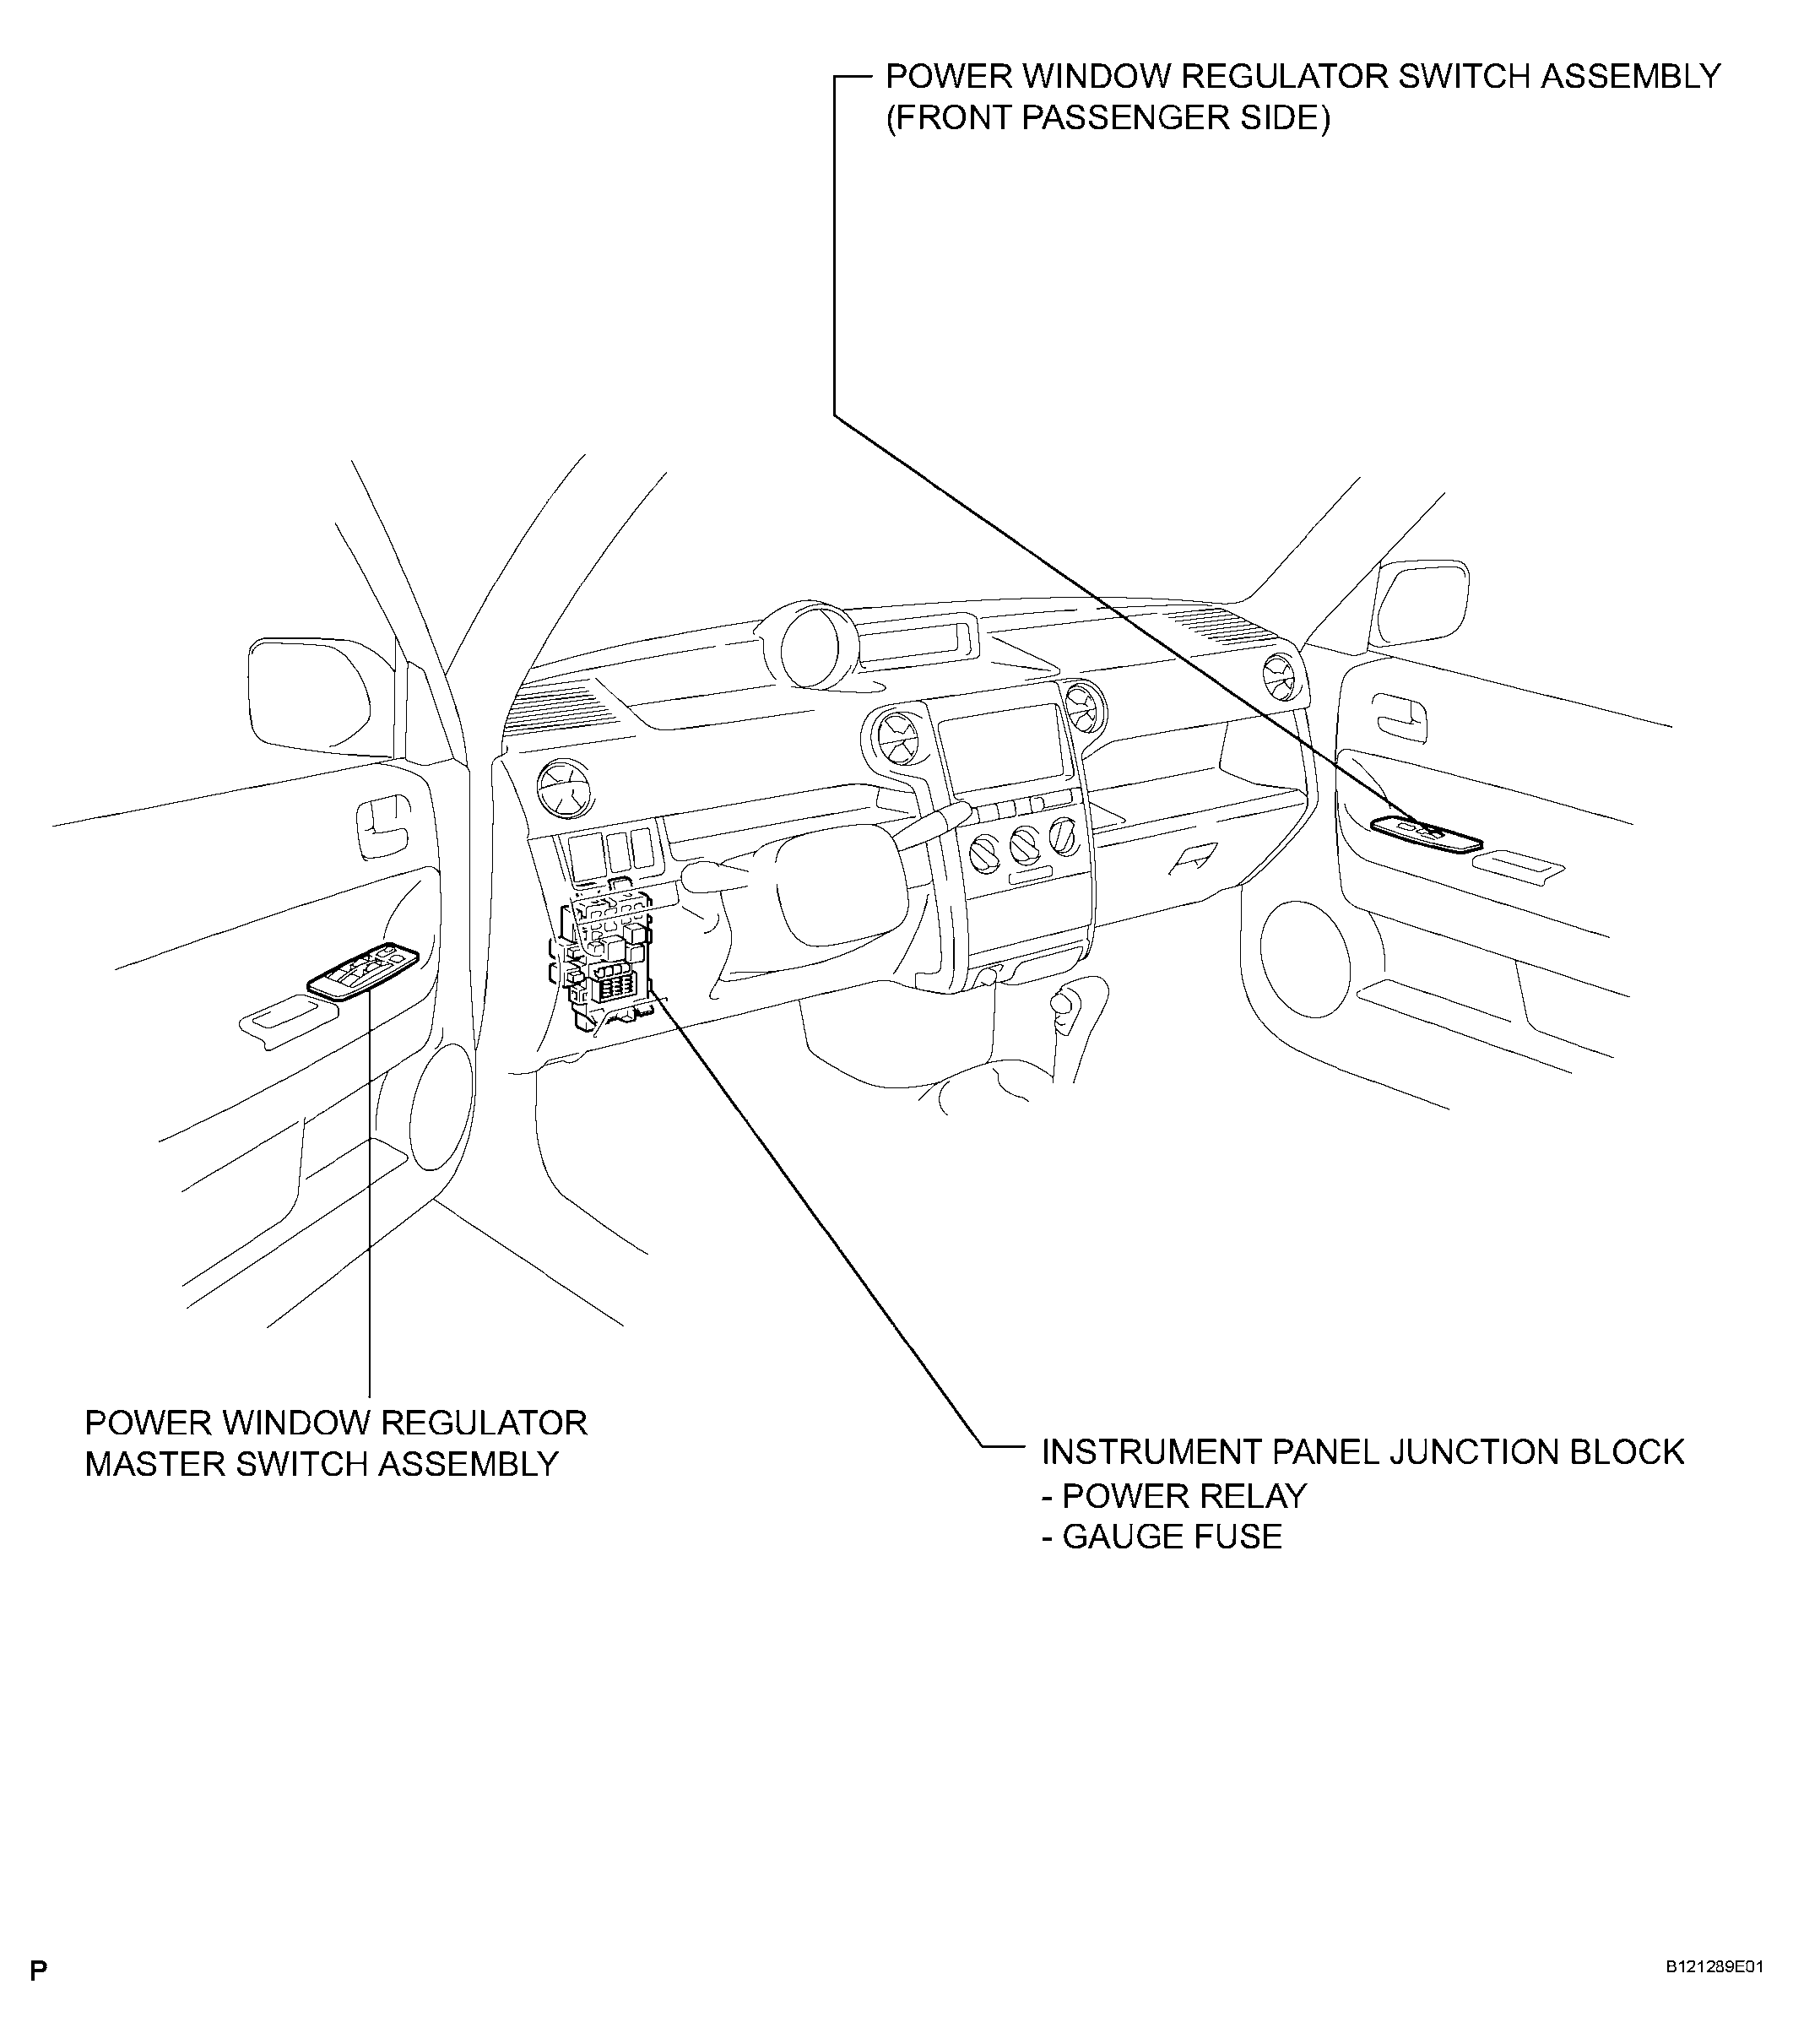 POWER WINDOW REGULATOR SWITCH ASSEMBLY
(FRONT PASSENGER SIDE)
POWER WINDOW REGULATOR
MASTER SWITCH ASSEMBLY
INSTRUMENT PANEL JUNCTION BLOCK
- POWER RELAY
- GAUGE FUSE
P
B121289E01